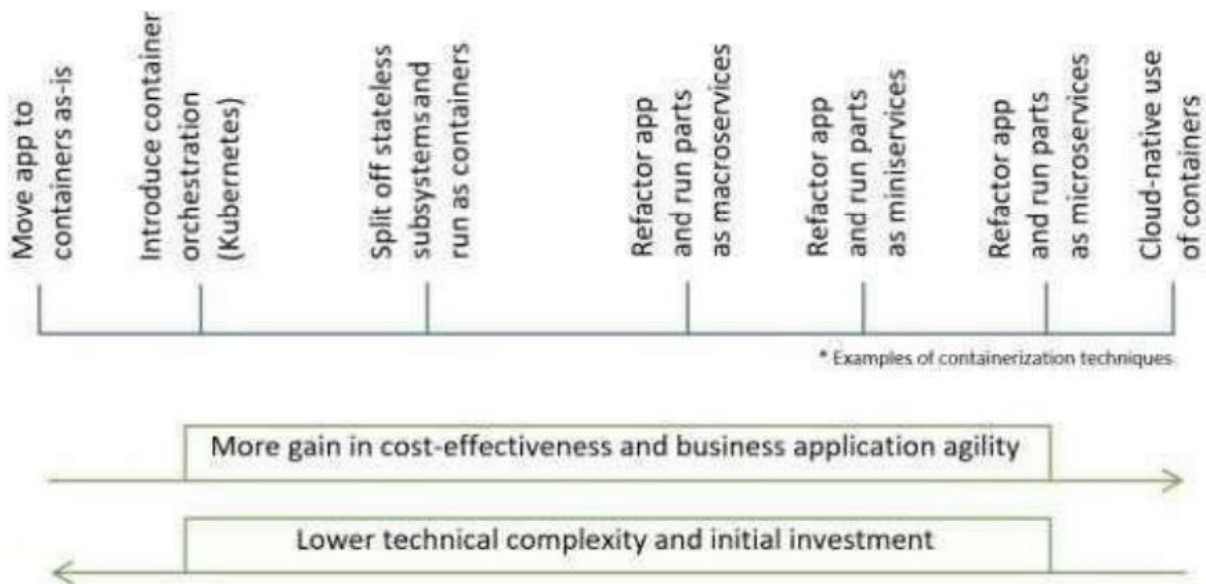 Move app to
containers as-is
Introduce container
orchestration
(Kubernetes)
Split off stateless
subsystems and
run as containers
Refactor app
and run parts
as macroservices
Refactor app
and run parts
as miniservices
Refactor app
and run parts
as microservices
Cloud-native use
of containers
* Examples of containerization techniques
More gain in cost-effectiveness and business application agility
Lower technical complexity and initial investment